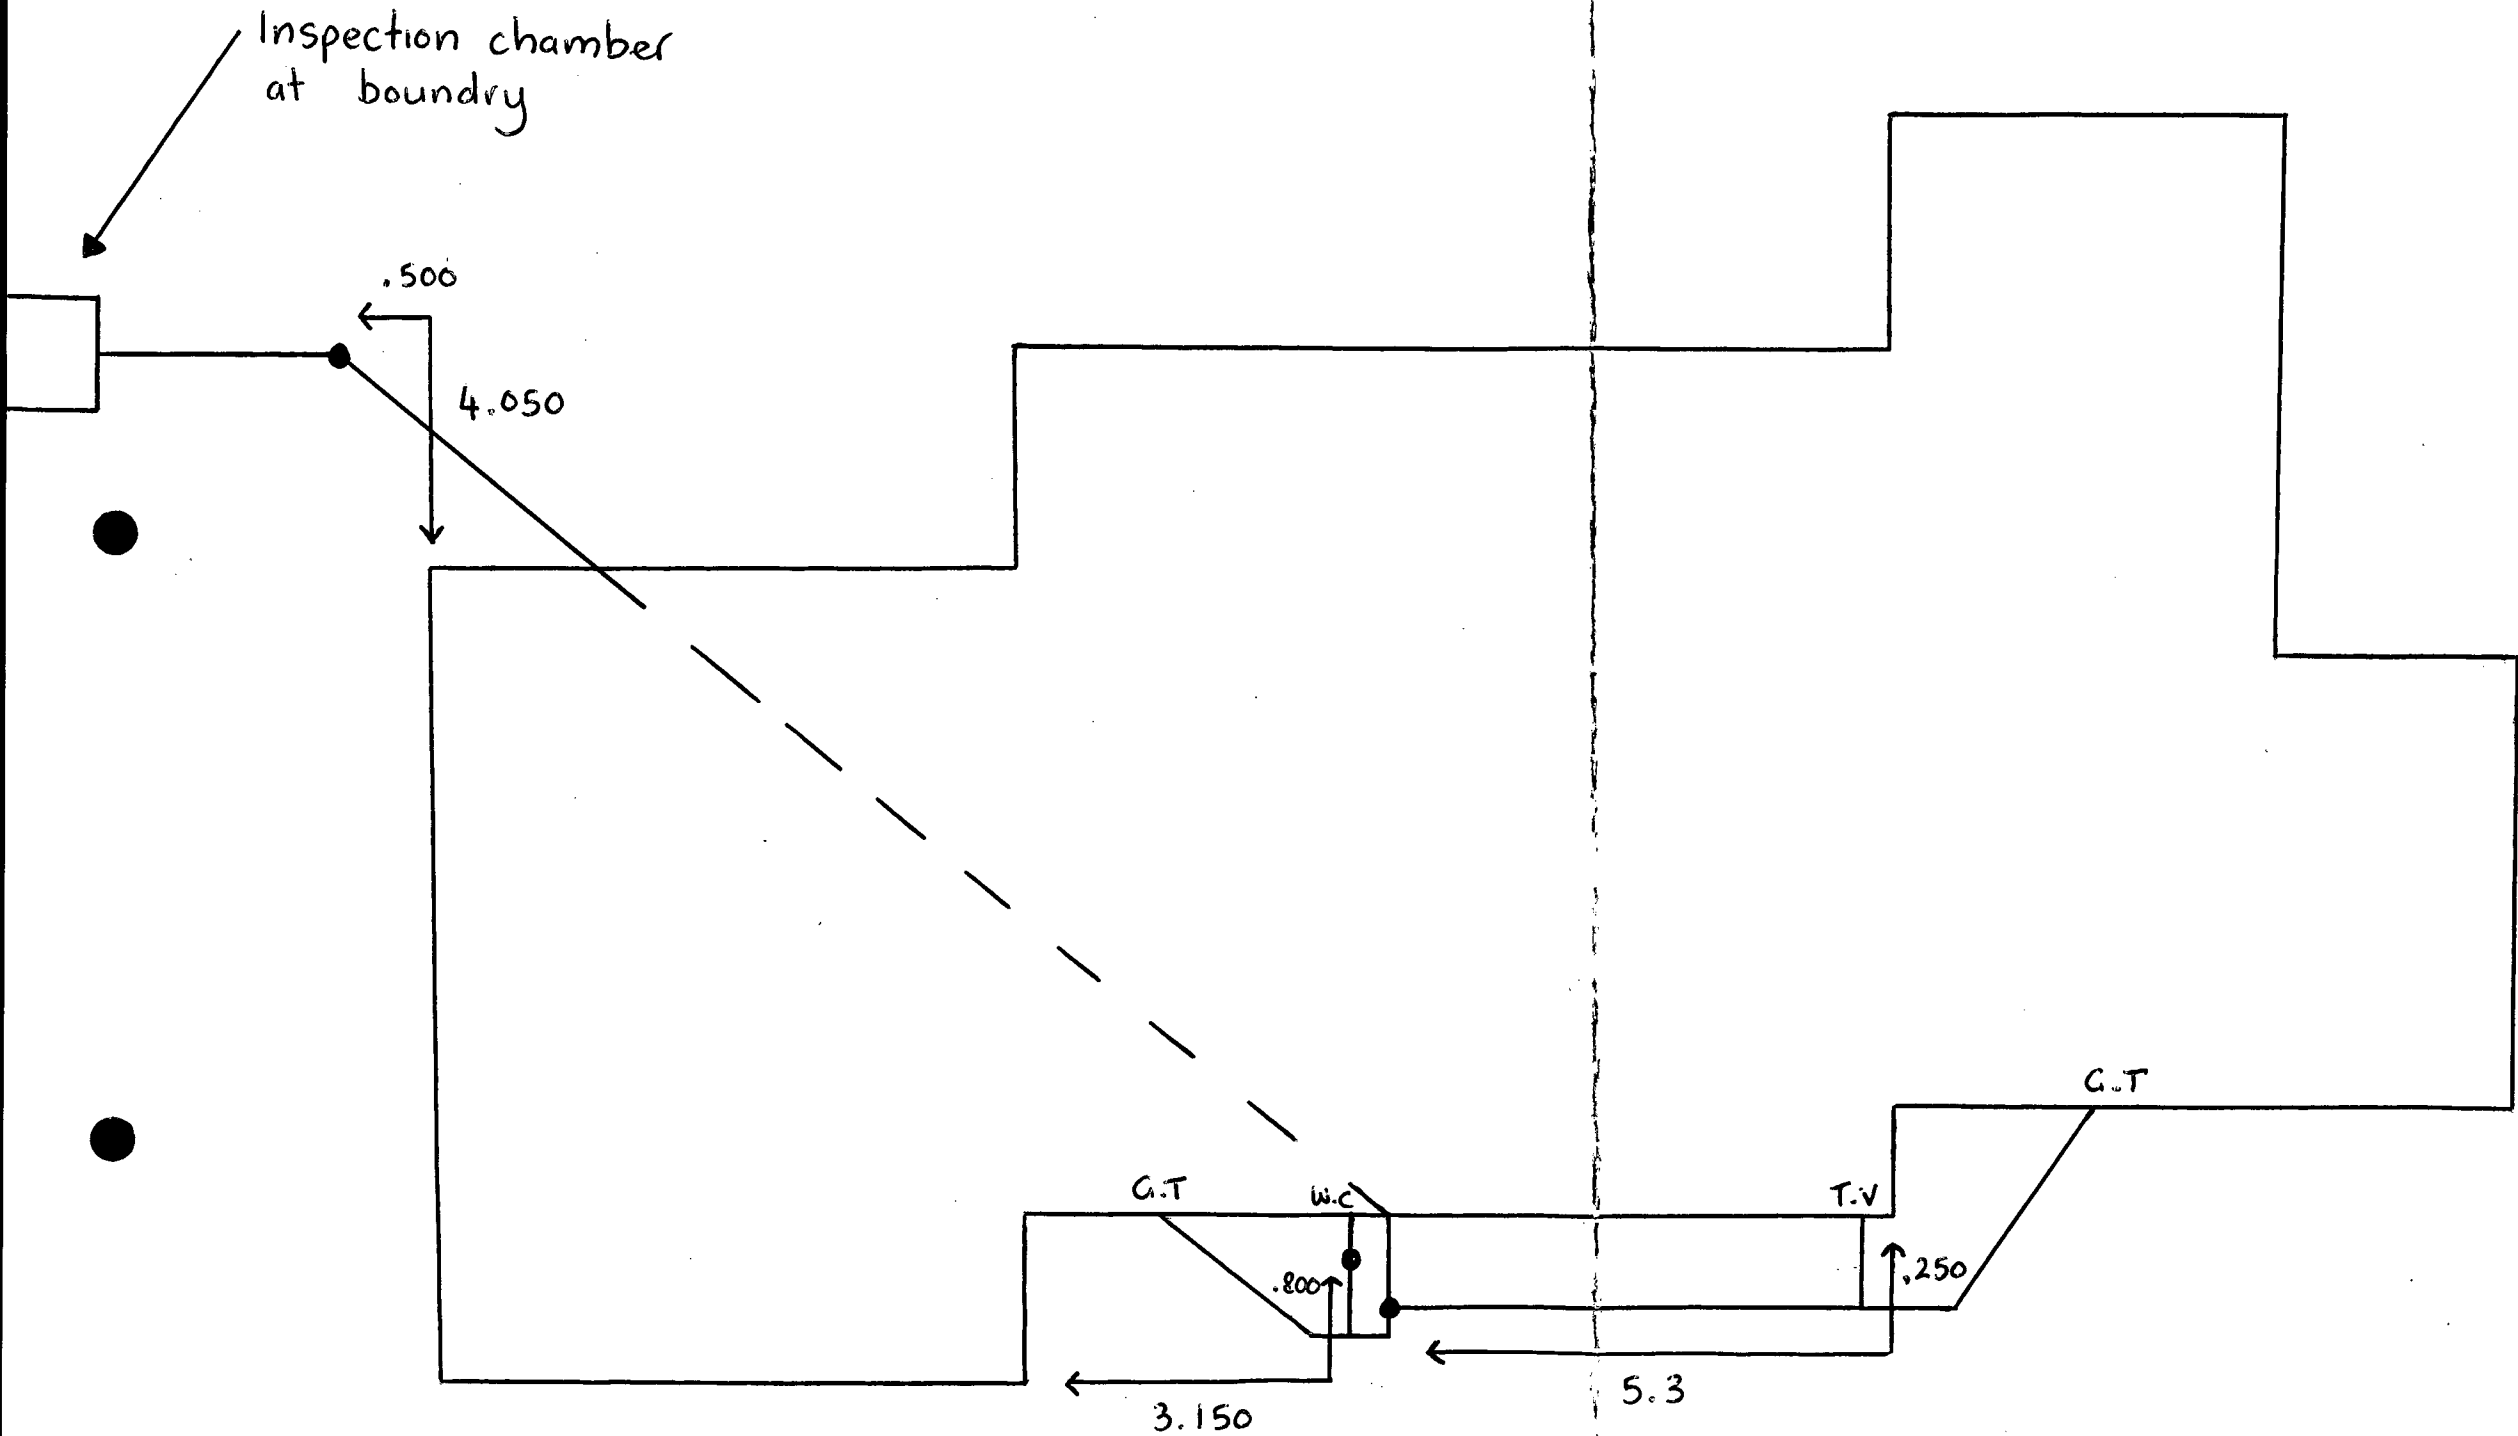 Inspection chamber
at boundry
.500
4.050
G.T
G.T
W.C
T.V
.800
.250
5.3
3.150